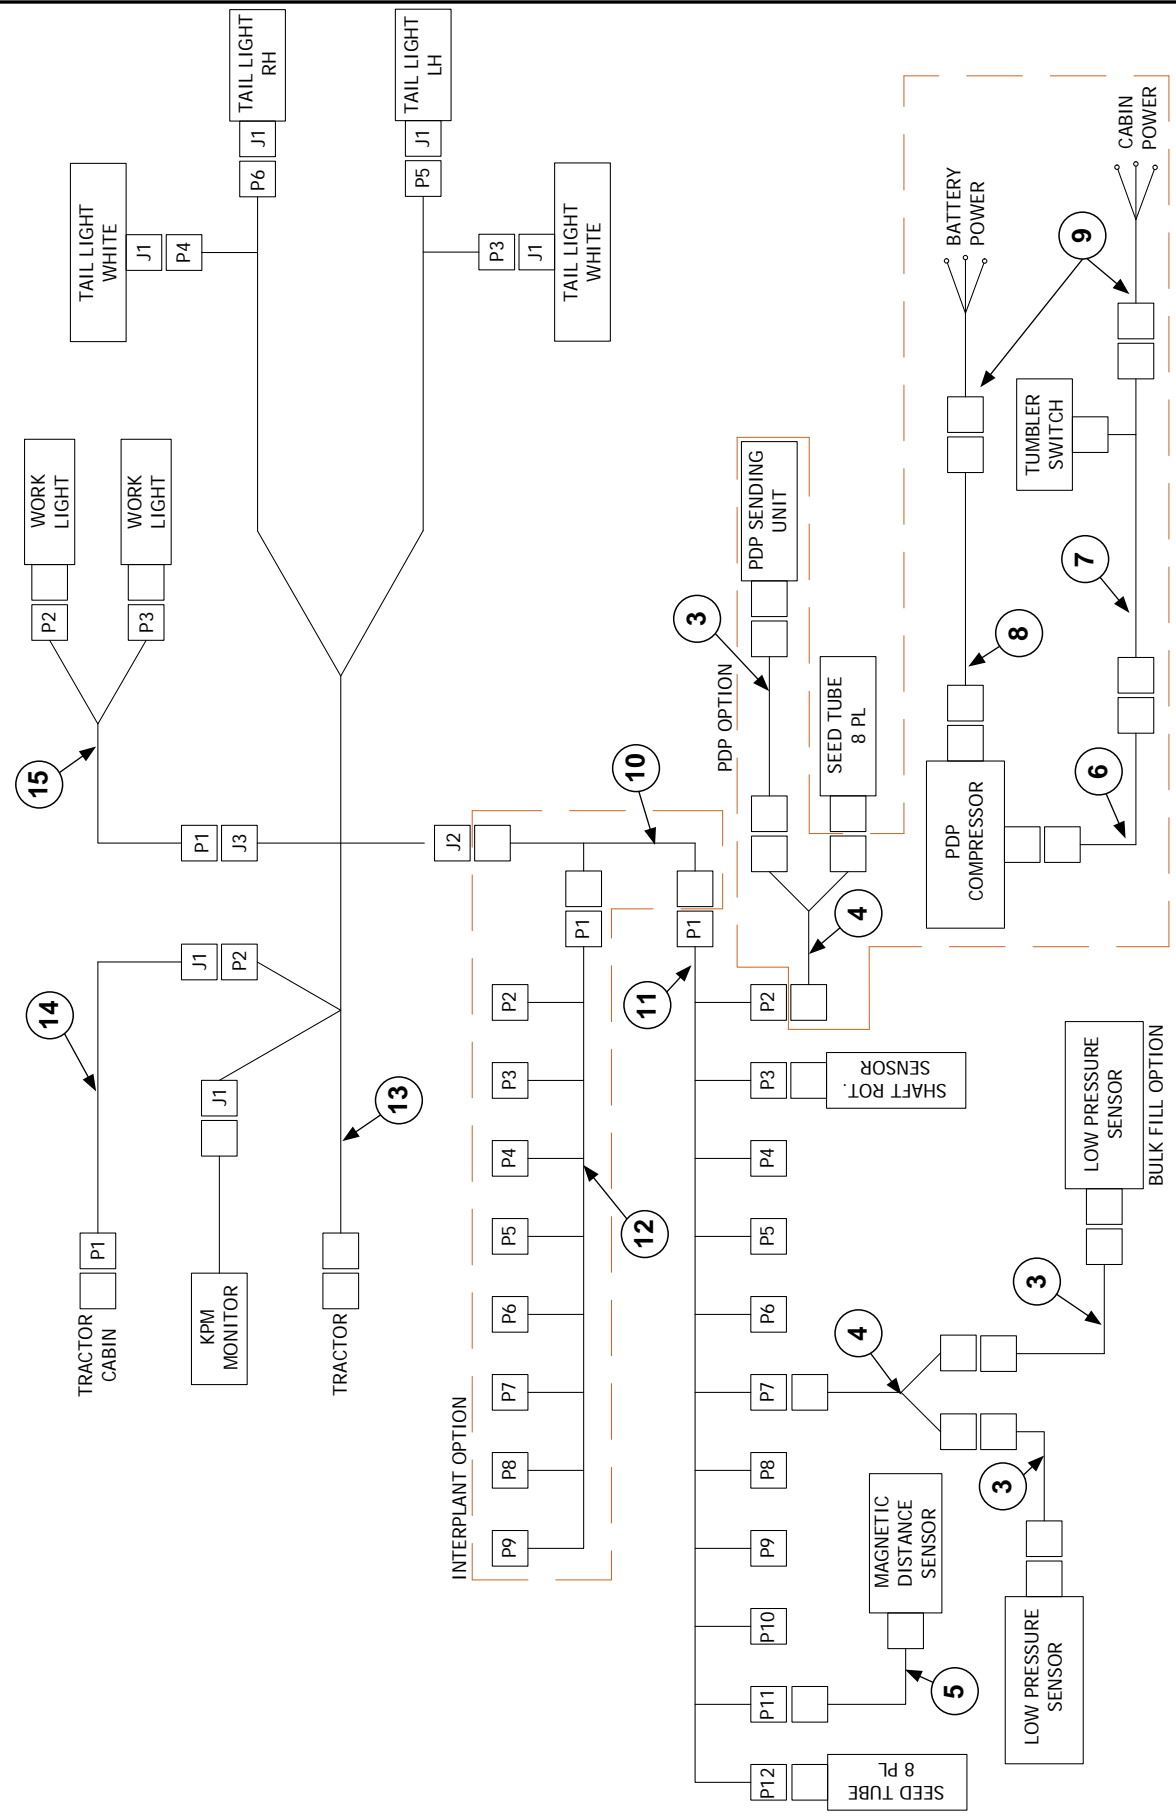 TRACTOR
CABIN
P1
14
J1
P2
KPM
MONITOR
J1
TRACTOR
13
P1
J3
15
P2
WORK
LIGHT
P3
WORK
LIGHT
TAIL LIGHT
WHITE
J1
P4
P6
J1
TAIL LIGHT
RH
P5
J1
TAIL LIGHT
LH
P3
J1
TAIL LIGHT
WHITE
J2
INTERPLANT OPTION
P9
P8
P7
P6
P5
P4
P3
P2
P1
12
10
P1
11
P12
P11
P10
P9
P8
P7
P6
P5
P4
P3
P2
SEED TUBE
8 PL
5
MAGNETIC
DISTANCE
SENSOR
4
3
LOW PRESSURE
SENSOR
3
LOW PRESSURE
SENSOR
BULK FILL OPTION
SHAFT ROT.
SENSOR
PDP OPTION
4
3
PDP SENDING
UNIT
SEED TUBE
8 PL
PDP
COMPRESSOR
8
BATTERY
POWER
9
6
7
TUMBLER
SWITCH
CABIN
POWER